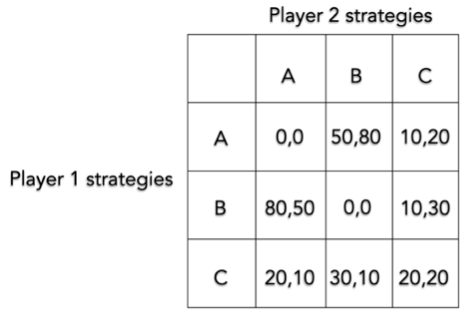 Player 2 strategies
A B C
A 0,0 50,80 10,20
Player 1 strategies
B 80,50 0,0 10,30
C 20,10 30,10 20,20